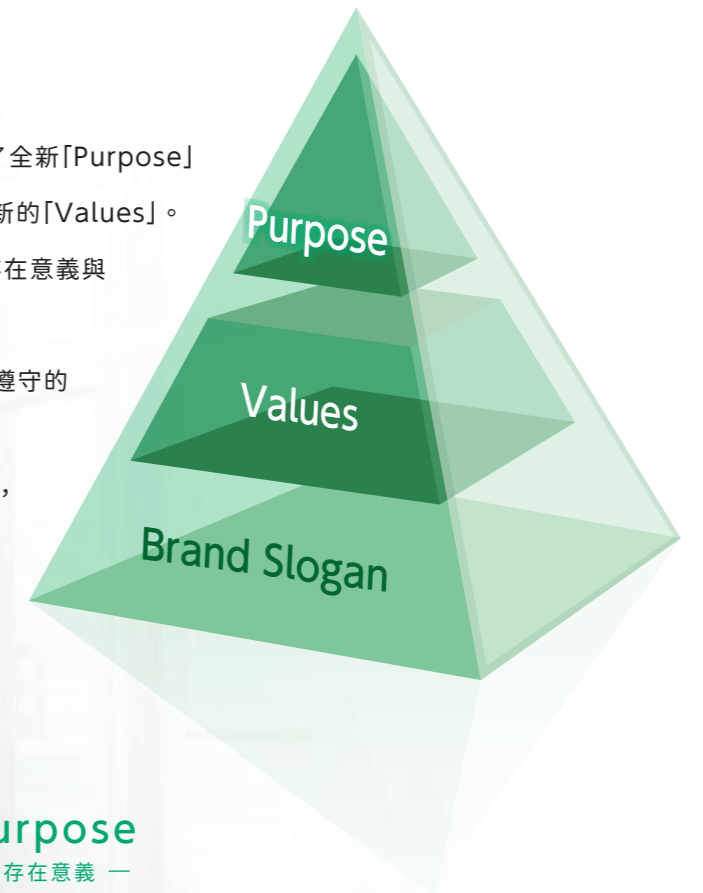 了全新「Purpose」
新的「Values」。
存在意義與
遵守的
，
Purpose
Values
Brand Slogan
urpose
存在意義 —